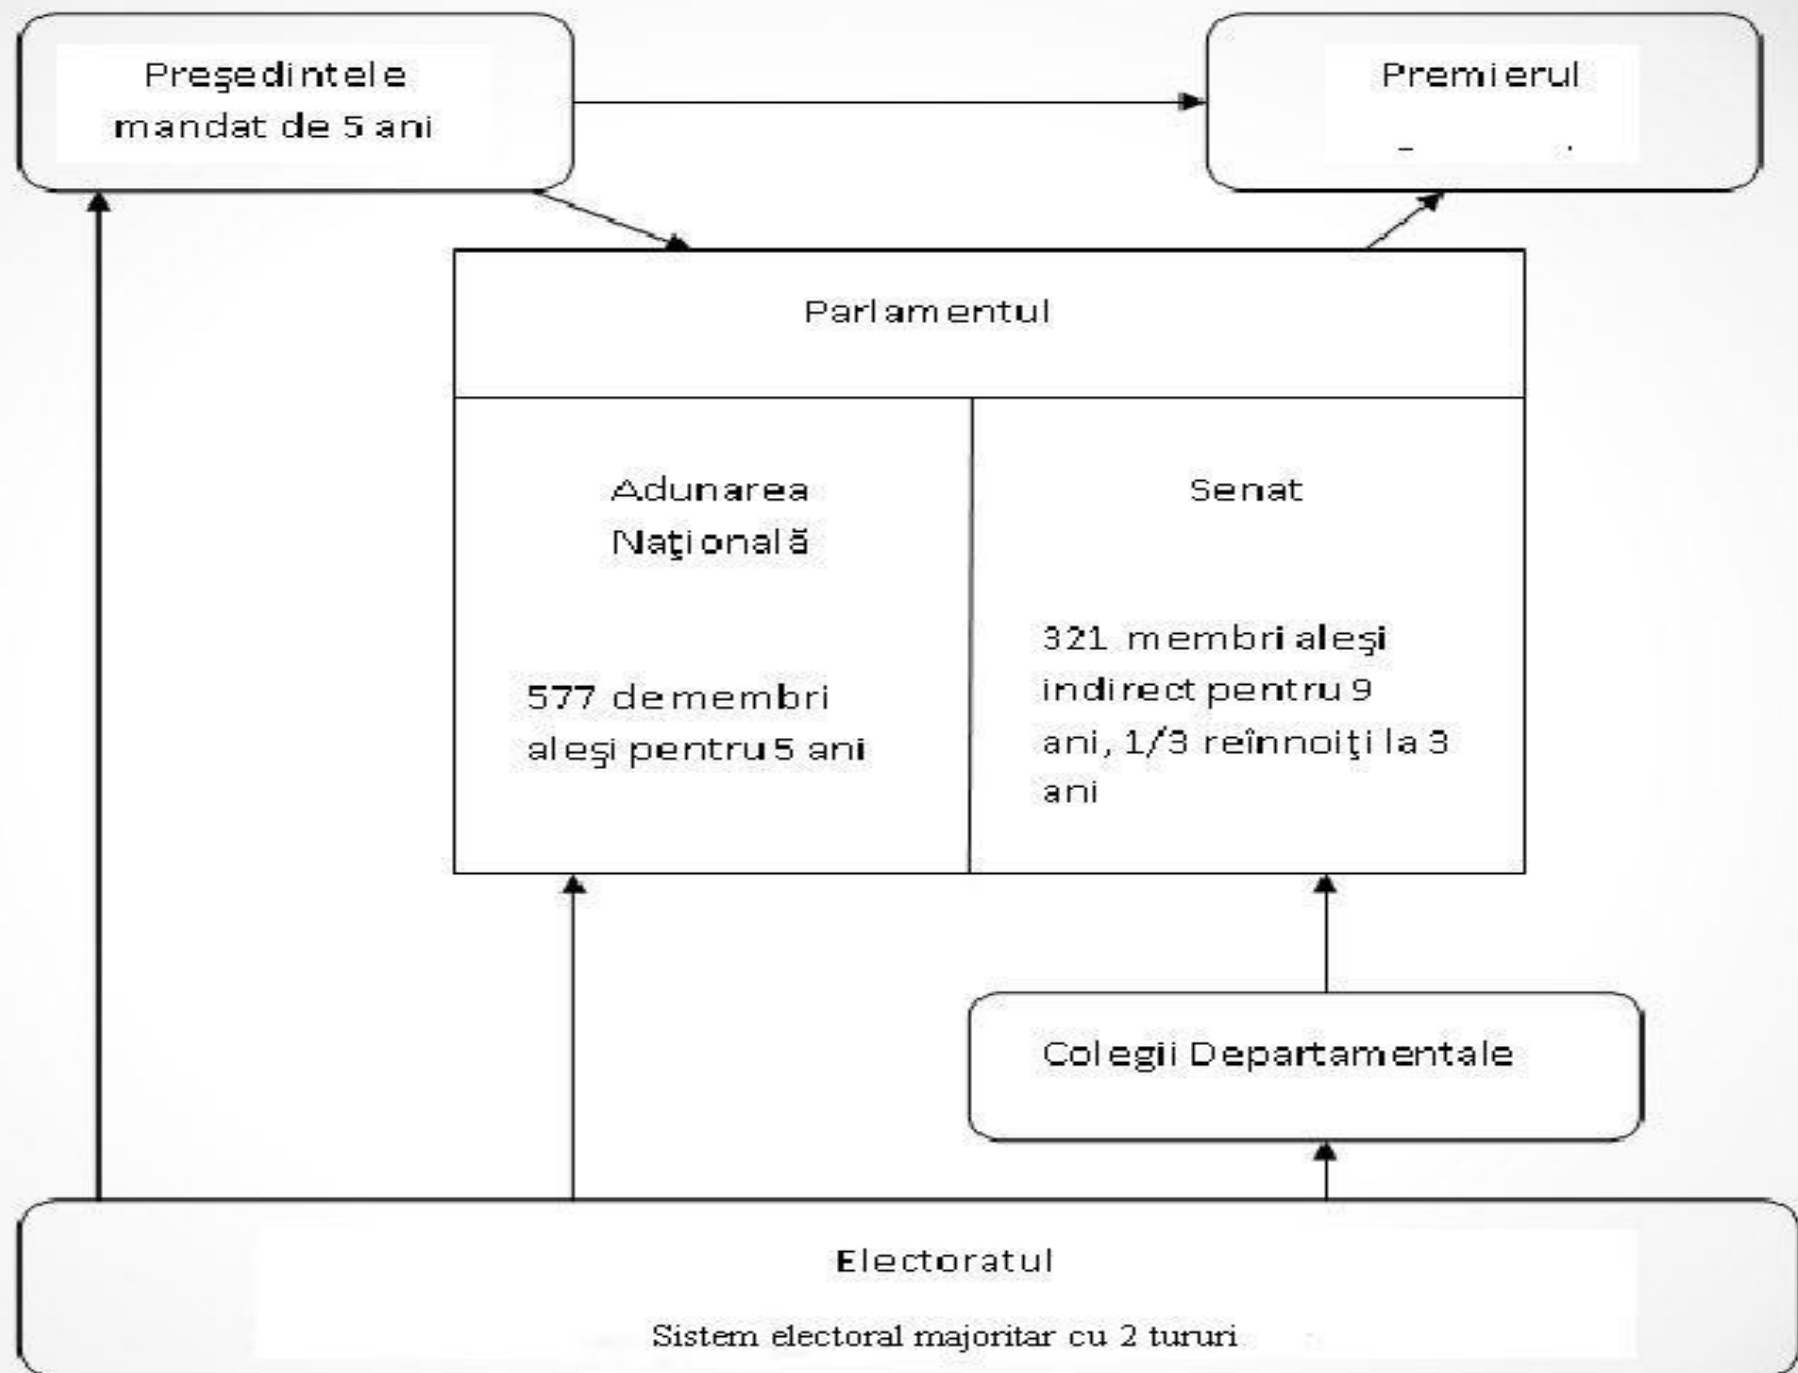 Preşedintele
mandat de 5 ani
Premierul
Parlamentul
Adunarea
Naţională
577 de membri
aleşi pentru 5 ani
Senat
321 membri aleşi
indirect pentru 9
ani, 1/3 reînnoiţi la 3
ani
Colegii Departamentale
Electoratul
Sistem electoral majoritar cu 2 tururi